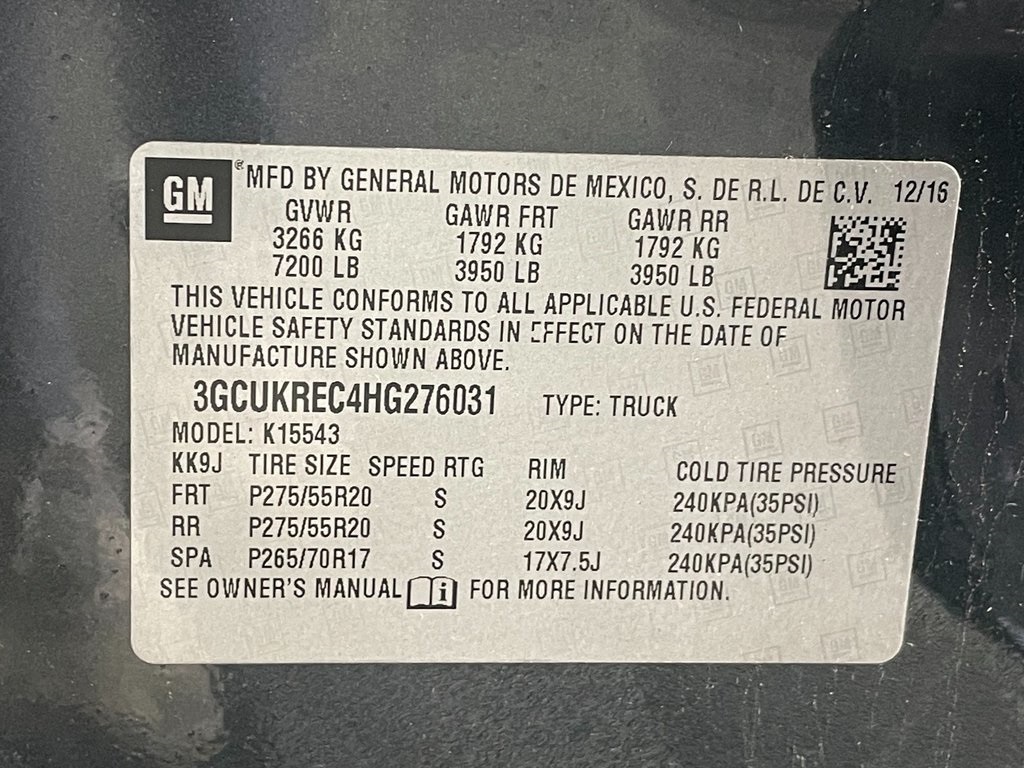 GM ® MFD BY GENERAL MOTORS DE MEXICO, S. DE R.L. DE C.V. 12/16
GVWR GAWR FRT GAWR RR
3266 KG 1792 KG 1792 KG
7200 LB 3950 LB 3950 LB
THIS VEHICLE CONFORMS TO ALL APPLICABLE U.S. FEDERAL MOTOR
VEHICLE SAFETY STANDARDS IN EFFECT ON THE DATE OF
MANUFACTURE SHOWN ABOVE.
3GCUKREC4HG276031 TYPE: TRUCK
MODEL: K15543
KK9J TIRE SIZE SPEED RTG RIM COLD TIRE PRESSURE
FRT P275/55R20 S 20X9J 240KPA(35PSI)
RR P275/55R20 S 20X9J 240KPA(35PSI)
SPA P265/70R17 S 17X7.5J 240KPA(35PSI)
SEE OWNER'S MANUAL i FOR MORE INFORMATION.